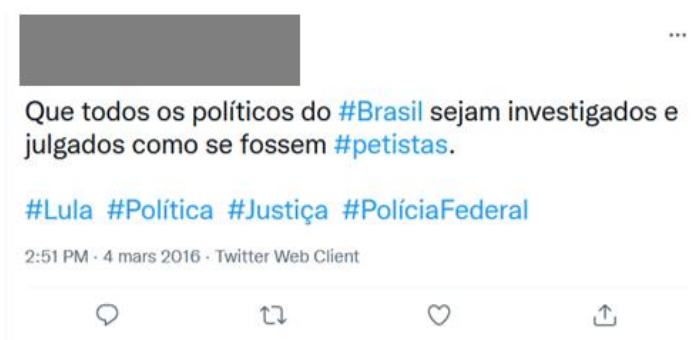 Que todos os políticos do #Brasil sejam investigados e
julgados como se fossem #petistas.
#Lula #Política #Justiça #PolíciaFederal
2:51 PM · 4 mars 2016 · Twitter Web Client